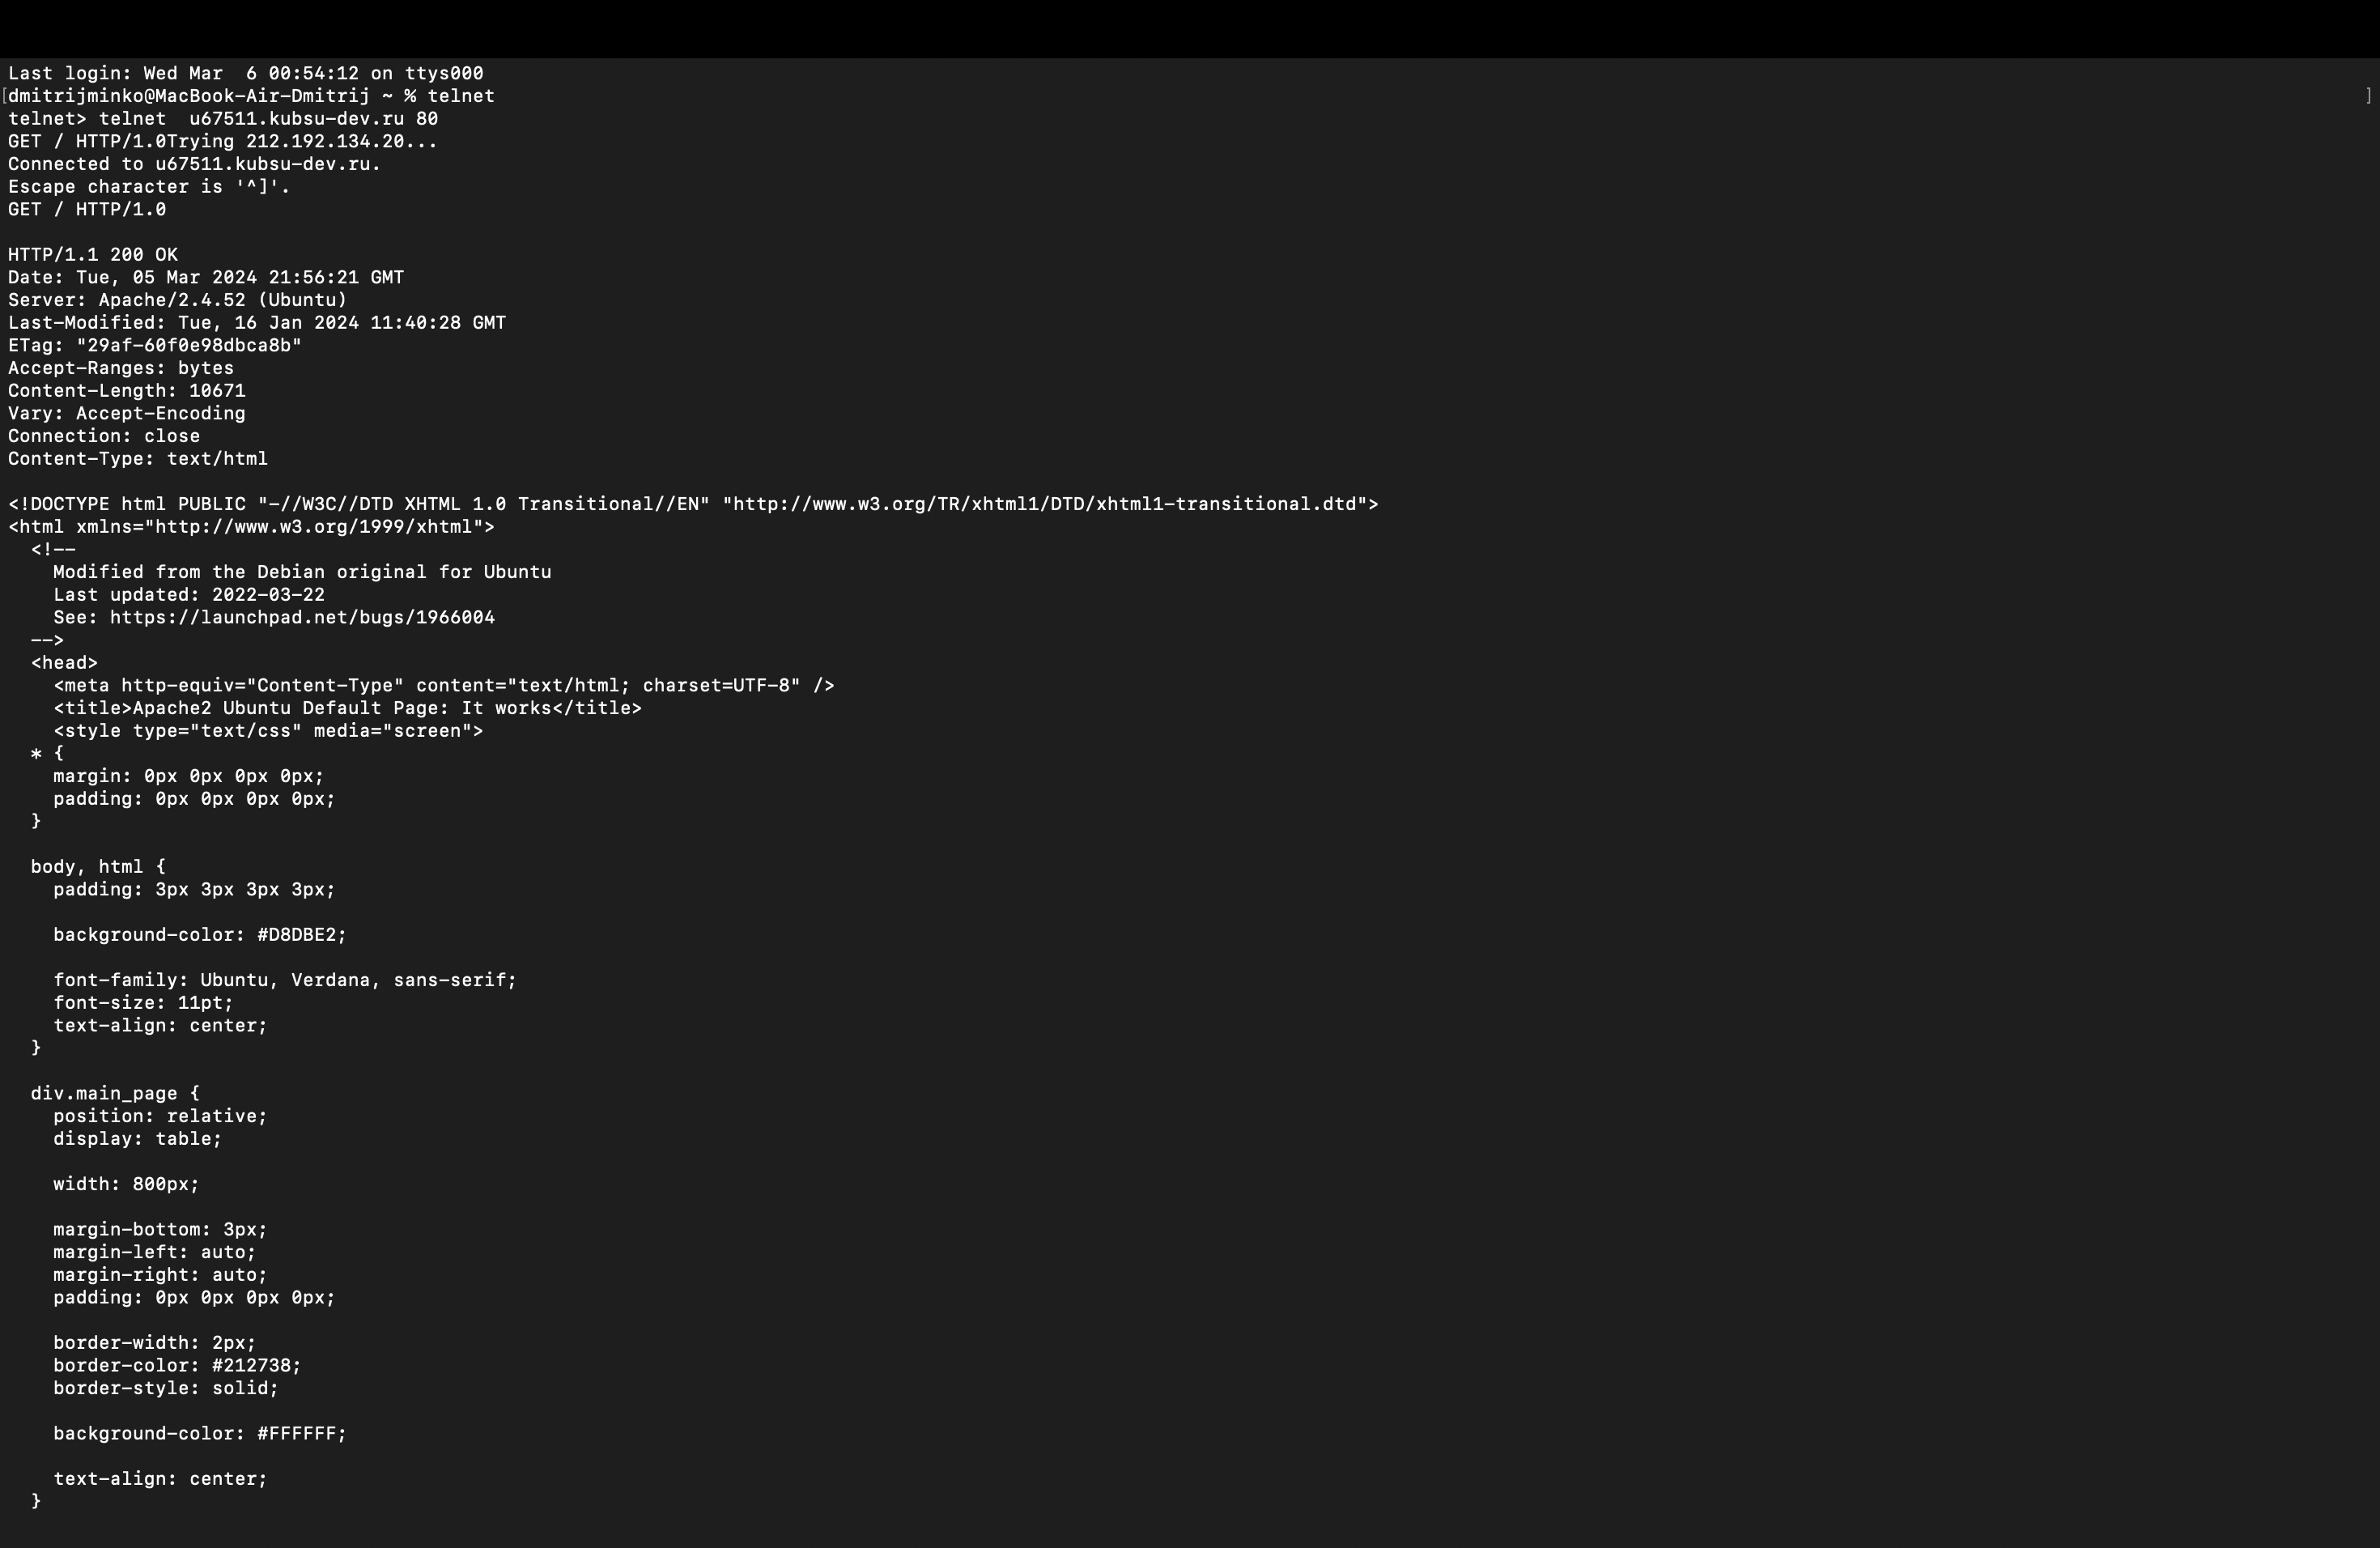 Last login: Wed Mar  6 00:54:12 on ttys000
[dmitrijminko@MacBook-Air-Dmitrij ~ % telnet ]
telnet> telnet  u67511.kubsu-dev.ru 80
GET / HTTP/1.0Trying 212.192.134.20...
Connected to u67511.kubsu-dev.ru.
Escape character is '^]'.
GET / HTTP/1.0

HTTP/1.1 200 OK
Date: Tue, 05 Mar 2024 21:56:21 GMT
Server: Apache/2.4.52 (Ubuntu)
Last-Modified: Tue, 16 Jan 2024 11:40:28 GMT
ETag: "29af-60f0e98dbca8b"
Accept-Ranges: bytes
Content-Length: 10671
Vary: Accept-Encoding
Connection: close
Content-Type: text/html

<!DOCTYPE html PUBLIC "-//W3C//DTD XHTML 1.0 Transitional//EN" "http://www.w3.org/TR/xhtml1/DTD/xhtml1-transitional.dtd">
<html xmlns="http://www.w3.org/1999/xhtml">
  <!--
    Modified from the Debian original for Ubuntu
    Last updated: 2022-03-22
    See: https://launchpad.net/bugs/1966004
  -->
  <head>
    <meta http-equiv="Content-Type" content="text/html; charset=UTF-8" />
    <title>Apache2 Ubuntu Default Page: It works</title>
    <style type="text/css" media="screen">
  * {
    margin: 0px 0px 0px 0px;
    padding: 0px 0px 0px 0px;
  }

  body, html {
    padding: 3px 3px 3px 3px;

    background-color: #D8DBE2;

    font-family: Ubuntu, Verdana, sans-serif;
    font-size: 11pt;
    text-align: center;
  }

  div.main_page {
    position: relative;
    display: table;

    width: 800px;

    margin-bottom: 3px;
    margin-left: auto;
    margin-right: auto;
    padding: 0px 0px 0px 0px;

    border-width: 2px;
    border-color: #212738;
    border-style: solid;

    background-color: #FFFFFF;

    text-align: center;
  }